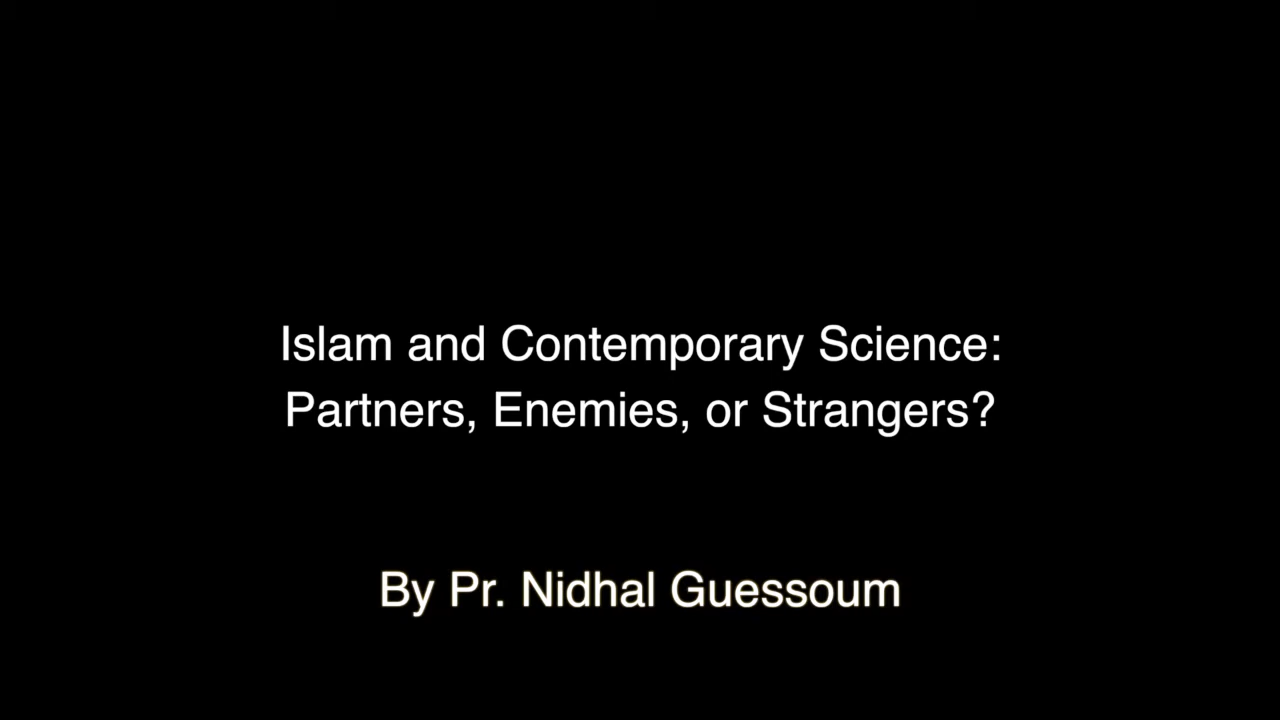 Islam and Contemporary Science:
Partners, Enemies, or Strangers?
By Pr. Nidhal Guessoum